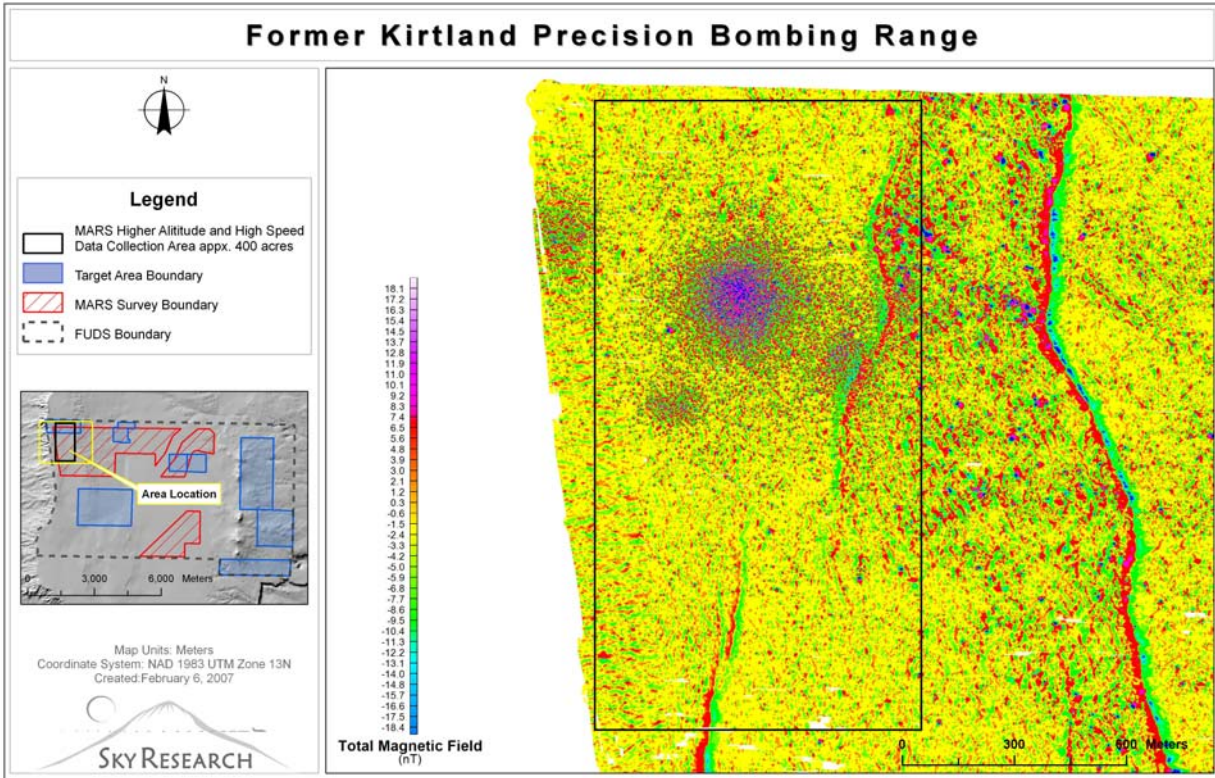 Former Kirtland Precision Bombing Range
N
Legend
MARS Higher Aliitude and High Speed
Data Collection Area appx. 400 acres
Target Area Boundary
MARS Survey Boundary
FUDS Boundary
Area Location
0 3,000 6,000 Meters
Map Units: Meters
Coordinate System: NAD 1983 UTM Zone 13N
Created:February 6, 2007
SKY RESEARCH
18.1
17.2
16.3
15.4
14.5
13.7
12.8
11.9
11.0
10.1
9.2
8.3
7.4
6.5
5.6
4.8
3.9
3.0
2.1
1.2
0.3
-0.6
-1.5
-2.4
-3.3
-4.2
-5.0
-5.9
-6.8
-7.7
-8.6
-9.5
-10.4
-11.3
-12.2
-13.1
-14.0
-14.8
-15.7
-16.6
-17.5
-18.4
Total Magnetic Field
(nT)
0 300 600 Meters